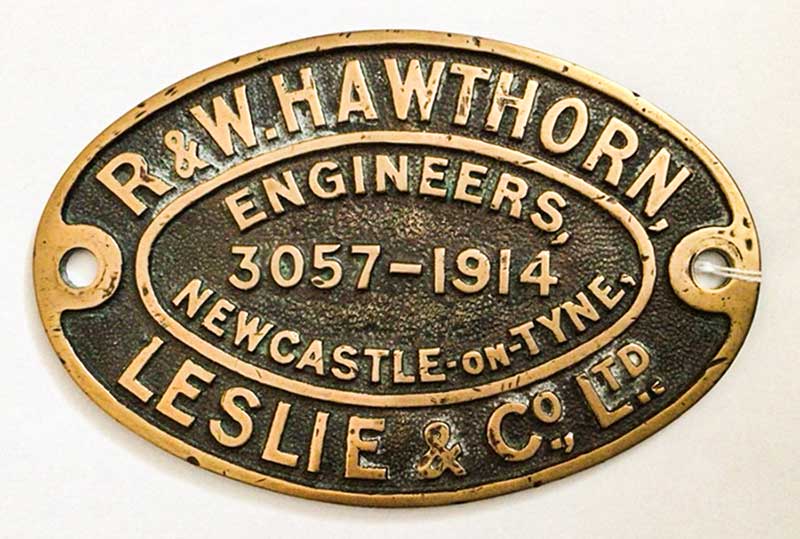 R & W. HAWTHORN,
ENGINEERS,
3057-1914
NEWCASTLE-ON-TYNE,
LESLIE & Co., LTD.